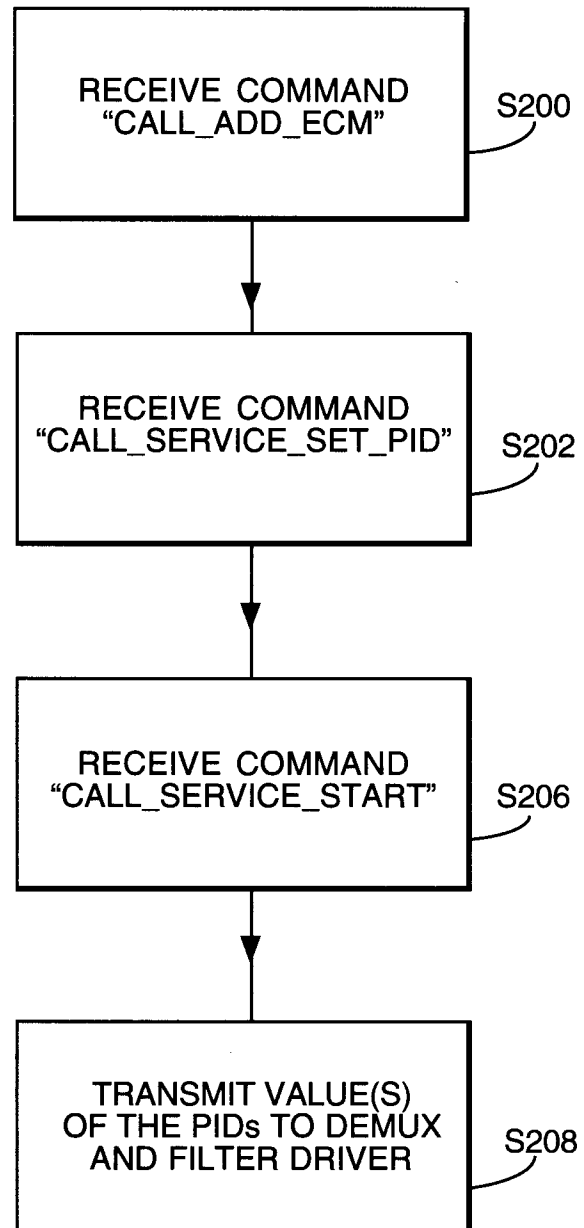 RECEIVE COMMAND
“CALL_ADD_ECM”
S200
RECEIVE COMMAND
“CALL_SERVICE_SET_PID”
S202
RECEIVE COMMAND
“CALL_SERVICE_START”
S206
TRANSMIT VALUE(S)
OF THE PIDs TO DEMUX
AND FILTER DRIVER
S208